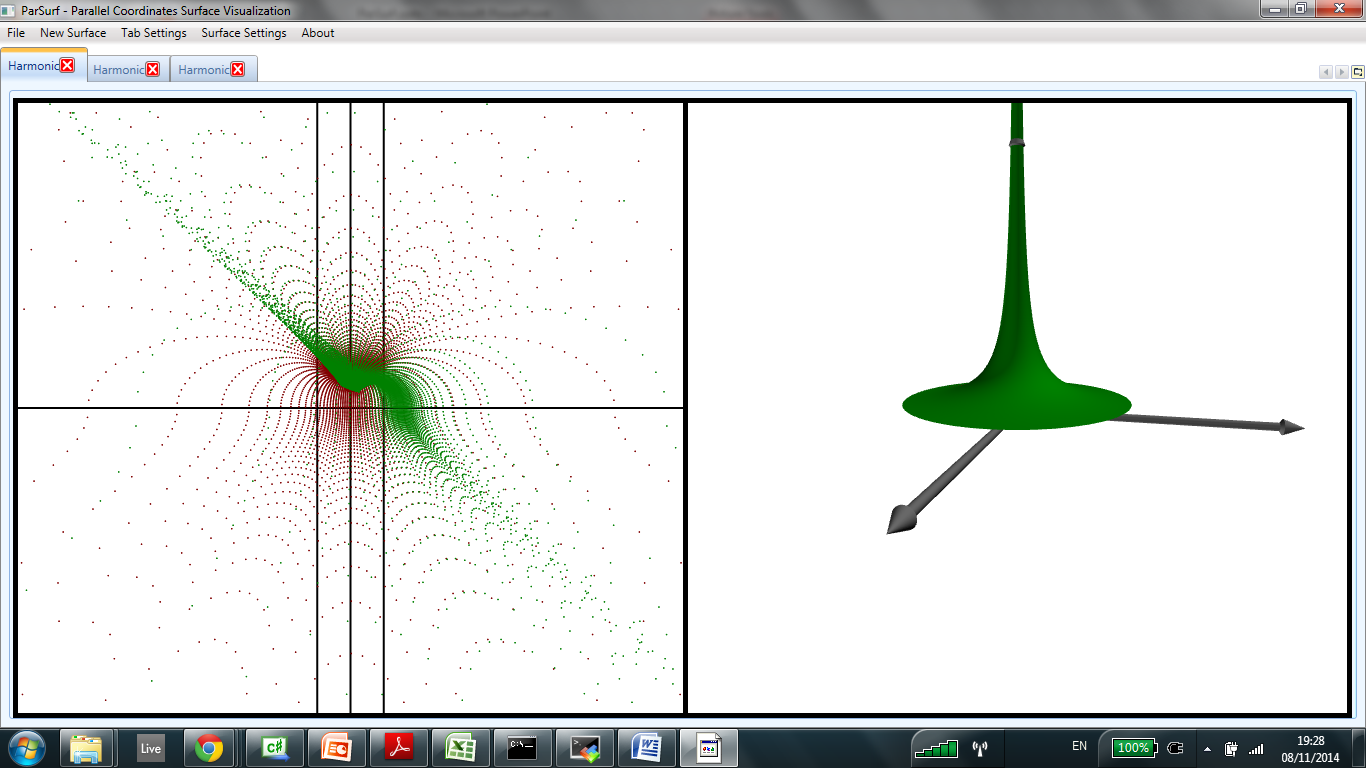 ParSurf - Parallel Coordinates Surface Visualization
File New Surface Tab Settings Surface Settings About
Harmonic Harmonic Harmonic
Live
C#
C:\
EN
100%
19:28
08/11/2014